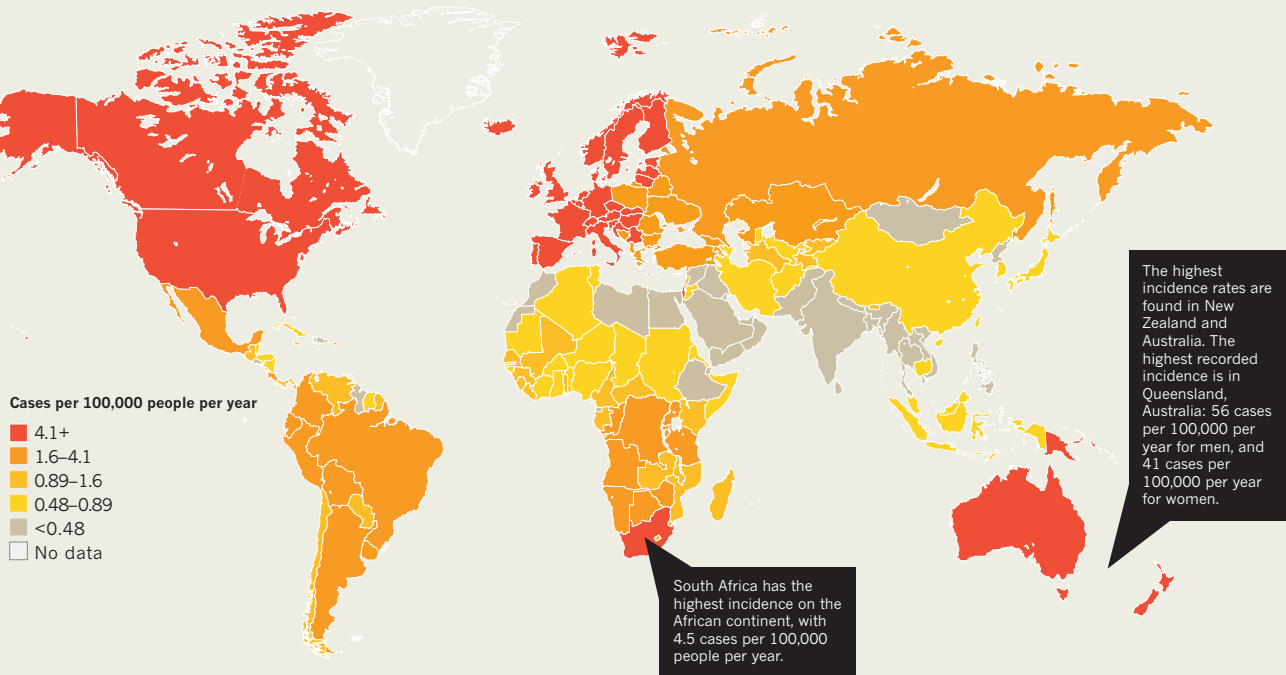 Cases per 100,000 people per year
4.1+
1.6–4.1
0.89–1.6
0.48–0.89
<0.48
No data
South Africa has the
highest incidence on the
African continent, with
4.5 cases per 100,000
people per year.
The highest
incidence rates are
found in New
Zealand and
Australia. The
highest recorded
incidence is in
Queensland,
Australia: 56 cases
per 100,000 per
year for men, and
41 cases per
100,000 per year
for women.